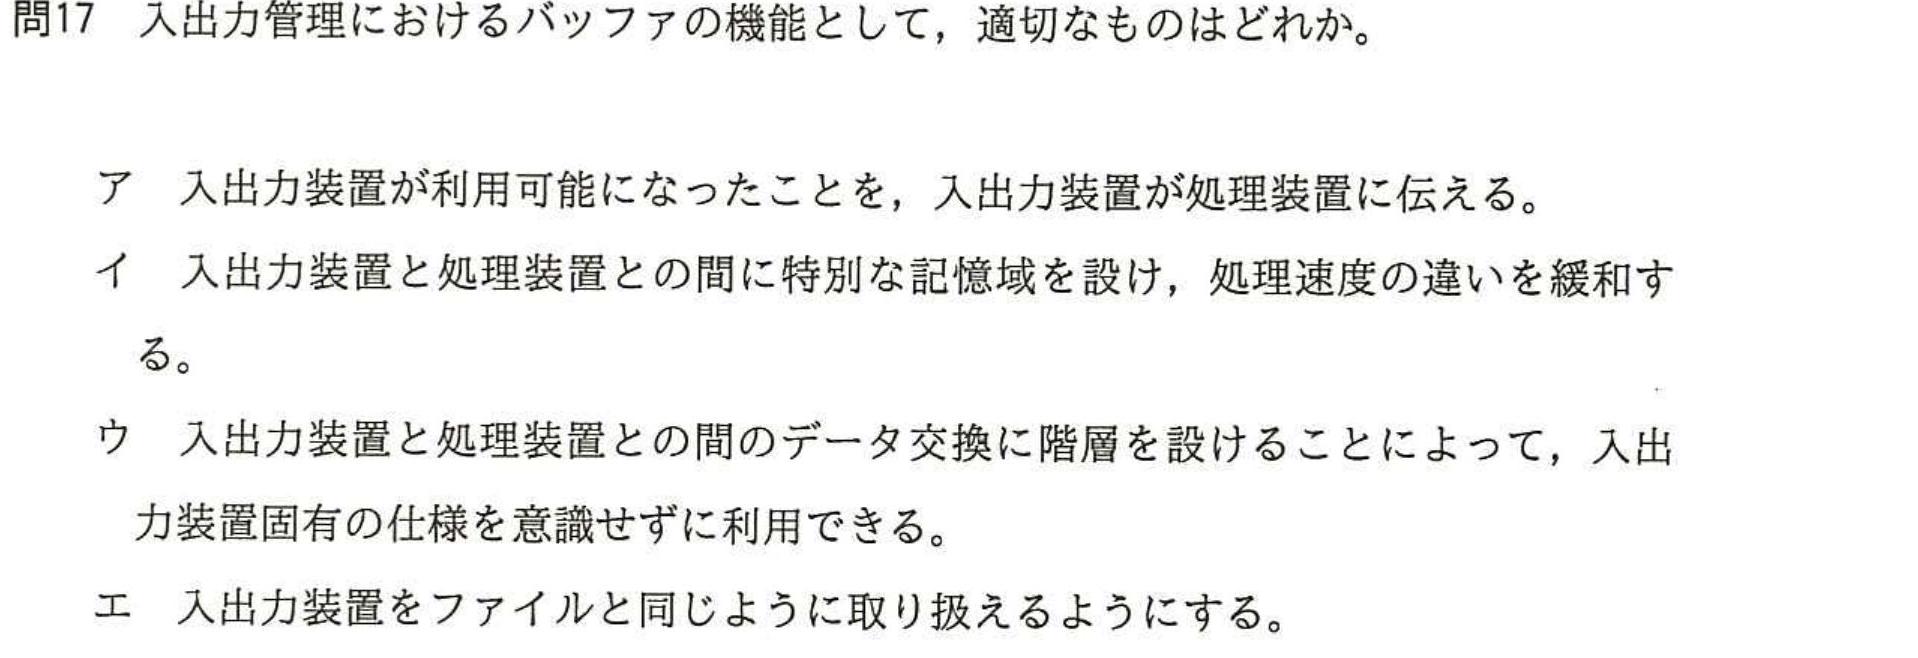 問17　入出力管理におけるバッファの機能として，適切なものはどれか。
ア　入出力装置が利用可能になったことを，入出力装置が処理装置に伝える。
イ　入出力装置と処理装置との間に特別な記憶域を設け，処理速度の違いを緩和す
る。
ウ　入出力装置と処理装置との間のデータ交換に階層を設けることによって，入出
力装置固有の仕様を意識せずに利用できる。
エ　入出力装置をファイルと同じように取り扱えるようにする。